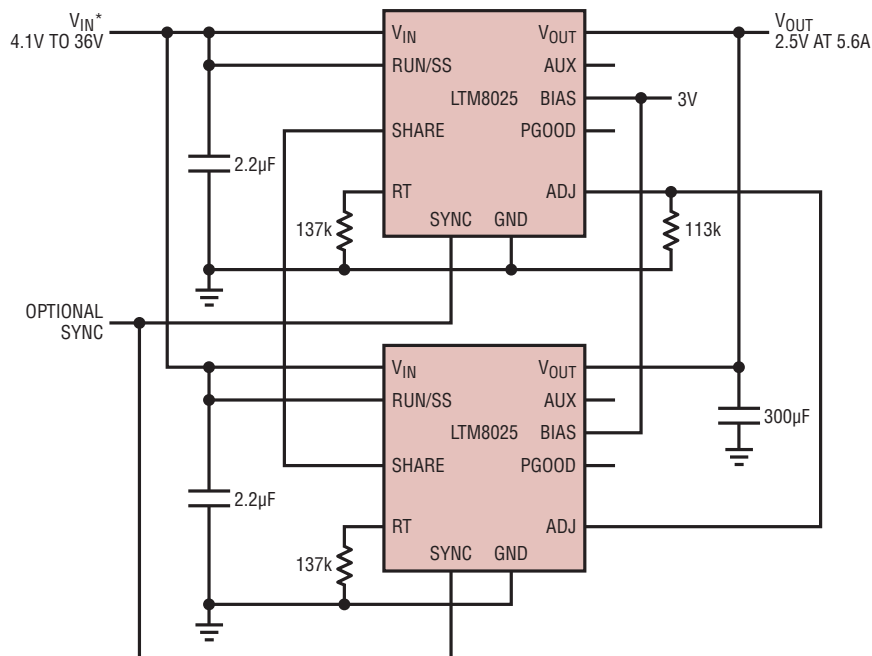 VIN*
4.1V TO 36V
VIN
VOUT
VOUT
2.5V AT 5.6A
RUN/SS
AUX
LTM8025
BIAS
3V
SHARE
PGOOD
2.2µF
RT
ADJ
137k
SYNC
GND
113k
OPTIONAL
SYNC
VIN
VOUT
RUN/SS
AUX
300µF
LTM8025
BIAS
SHARE
PGOOD
2.2µF
RT
ADJ
137k
SYNC
GND